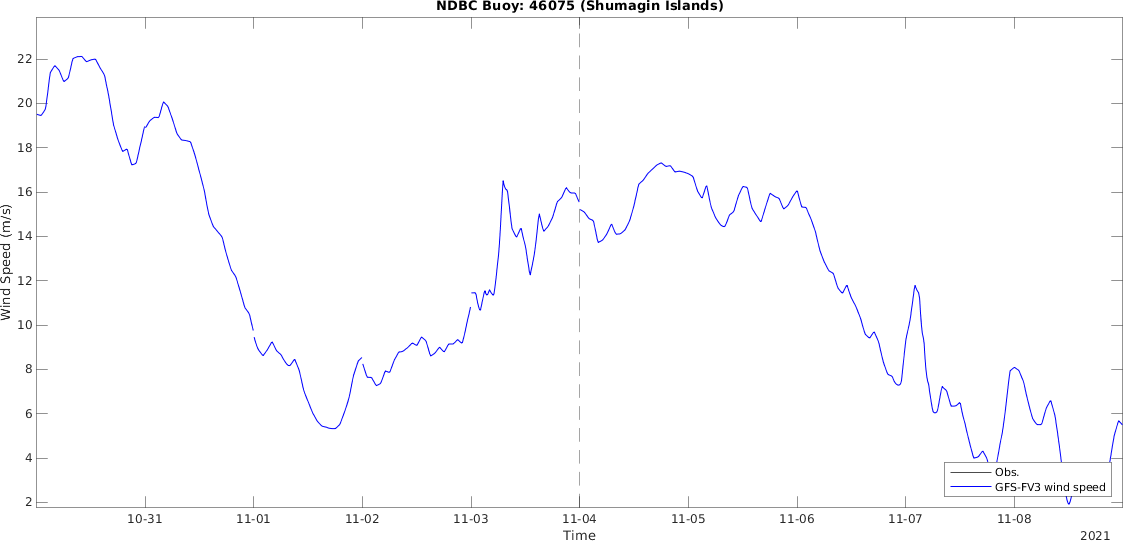 NDBC Buoy: 46075 (Shumagin Islands)
22
20
18
16
14
12
10
8
6
4
2
Wind Speed (m/s)
Obs.
GFS-FV3 wind speed
10-31 11-01 11-02 11-03 11-04 11-05 11-06 11-07 11-08
Time
2021